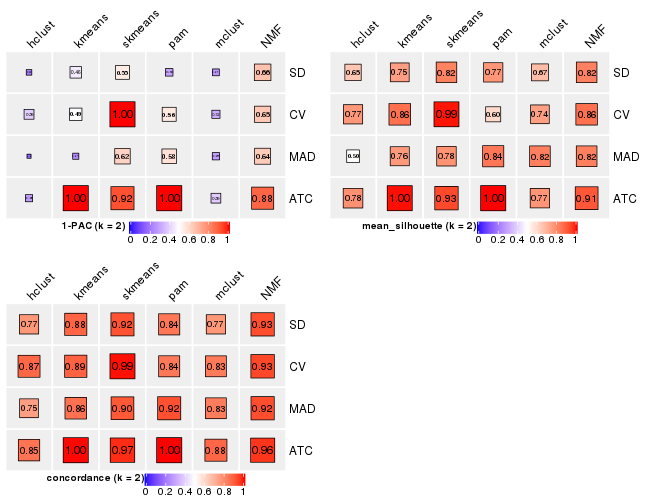 hclust kmeans skmeans pam mclust NMF
0.55 0.66 SD
0.49 1.00 0.56 0.65 CV
0.62 0.58 0.64 MAD
1.00 0.92 1.00 0.88 ATC
1-PAC (k = 2)
0 0.2 0.4 0.6 0.8 1
hclust kmeans skmeans pam mclust NMF
0.65 0.75 0.82 0.77 0.67 0.82 SD
0.77 0.86 0.99 0.60 0.74 0.86 CV
0.50 0.76 0.78 0.84 0.82 0.82 MAD
0.78 1.00 0.93 1.00 0.77 0.91 ATC
mean_silhouette (k = 2)
0 0.2 0.4 0.6 0.8 1
hclust kmeans skmeans pam mclust NMF
0.77 0.88 0.92 0.84 0.77 0.93 SD
0.87 0.89 0.99 0.84 0.83 0.93 CV
0.75 0.86 0.90 0.92 0.83 0.92 MAD
0.85 1.00 0.97 1.00 0.88 0.96 ATC
concordance (k = 2)
0 0.2 0.4 0.6 0.8 1